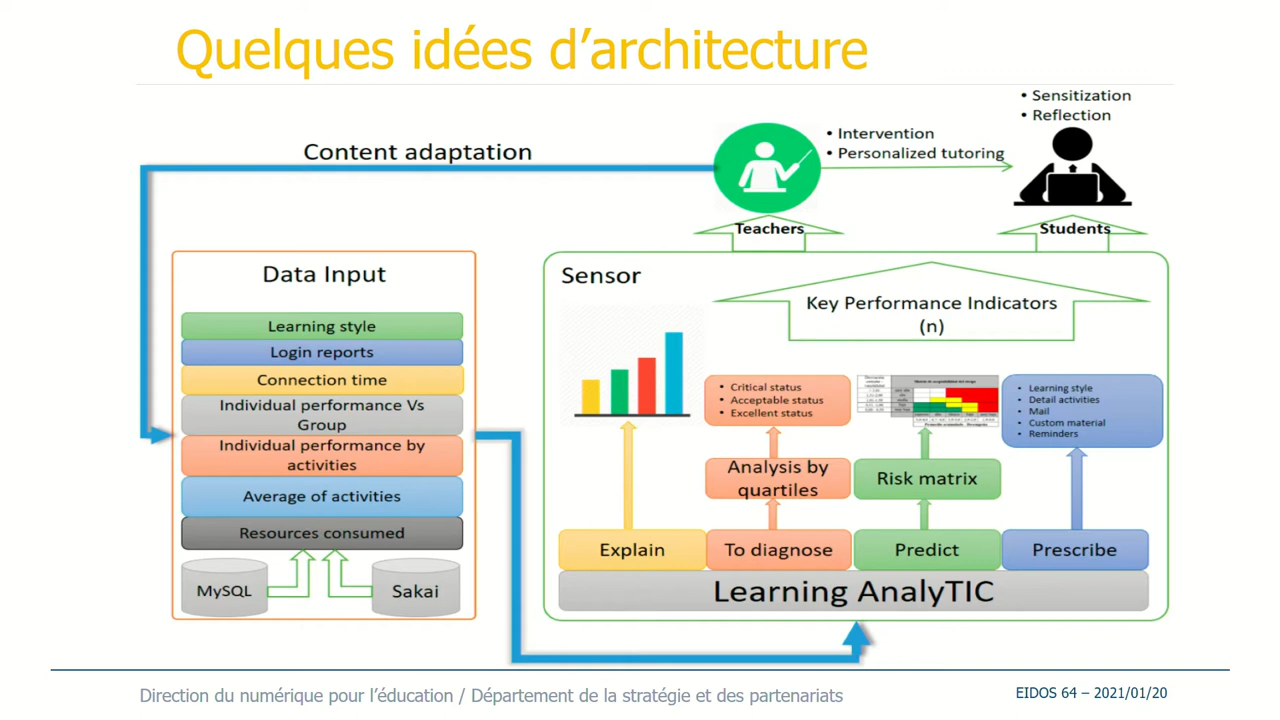 Quelques idées d’architecture
• Sensitization
• Reflection
• Intervention
• Personalized tutoring
Content adaptation
Teachers
Students
Data Input
Learning style
Login reports
Connection time
Individual performance Vs
Group
Individual performance by
activities
Average of activities
Resources consumed
MySQL
Sakai
Sensor
Key Performance Indicators
(n)
• Critical status
• Acceptable status
• Excellent status
• Learning style
• Detail activities
• Mail
• Custom material
• Reminders
Analysis by
quartiles
Risk matrix
Explain
To diagnose
Predict
Prescribe
Learning AnalyTIC
Direction du numérique pour l’éducation / Département de la stratégie et des partenariats
EIDOS 64 – 2021/01/20